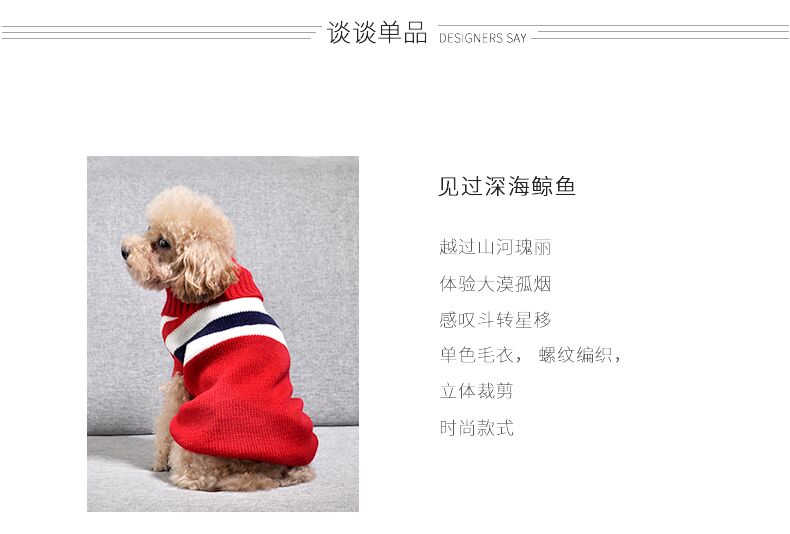 谈谈单品 DESIGNERS SAY
见过深海鲸鱼
越过山河瑰丽
体验大漠孤烟
感叹斗转星移
单色毛衣， 螺纹编织，
立体裁剪
时尚款式